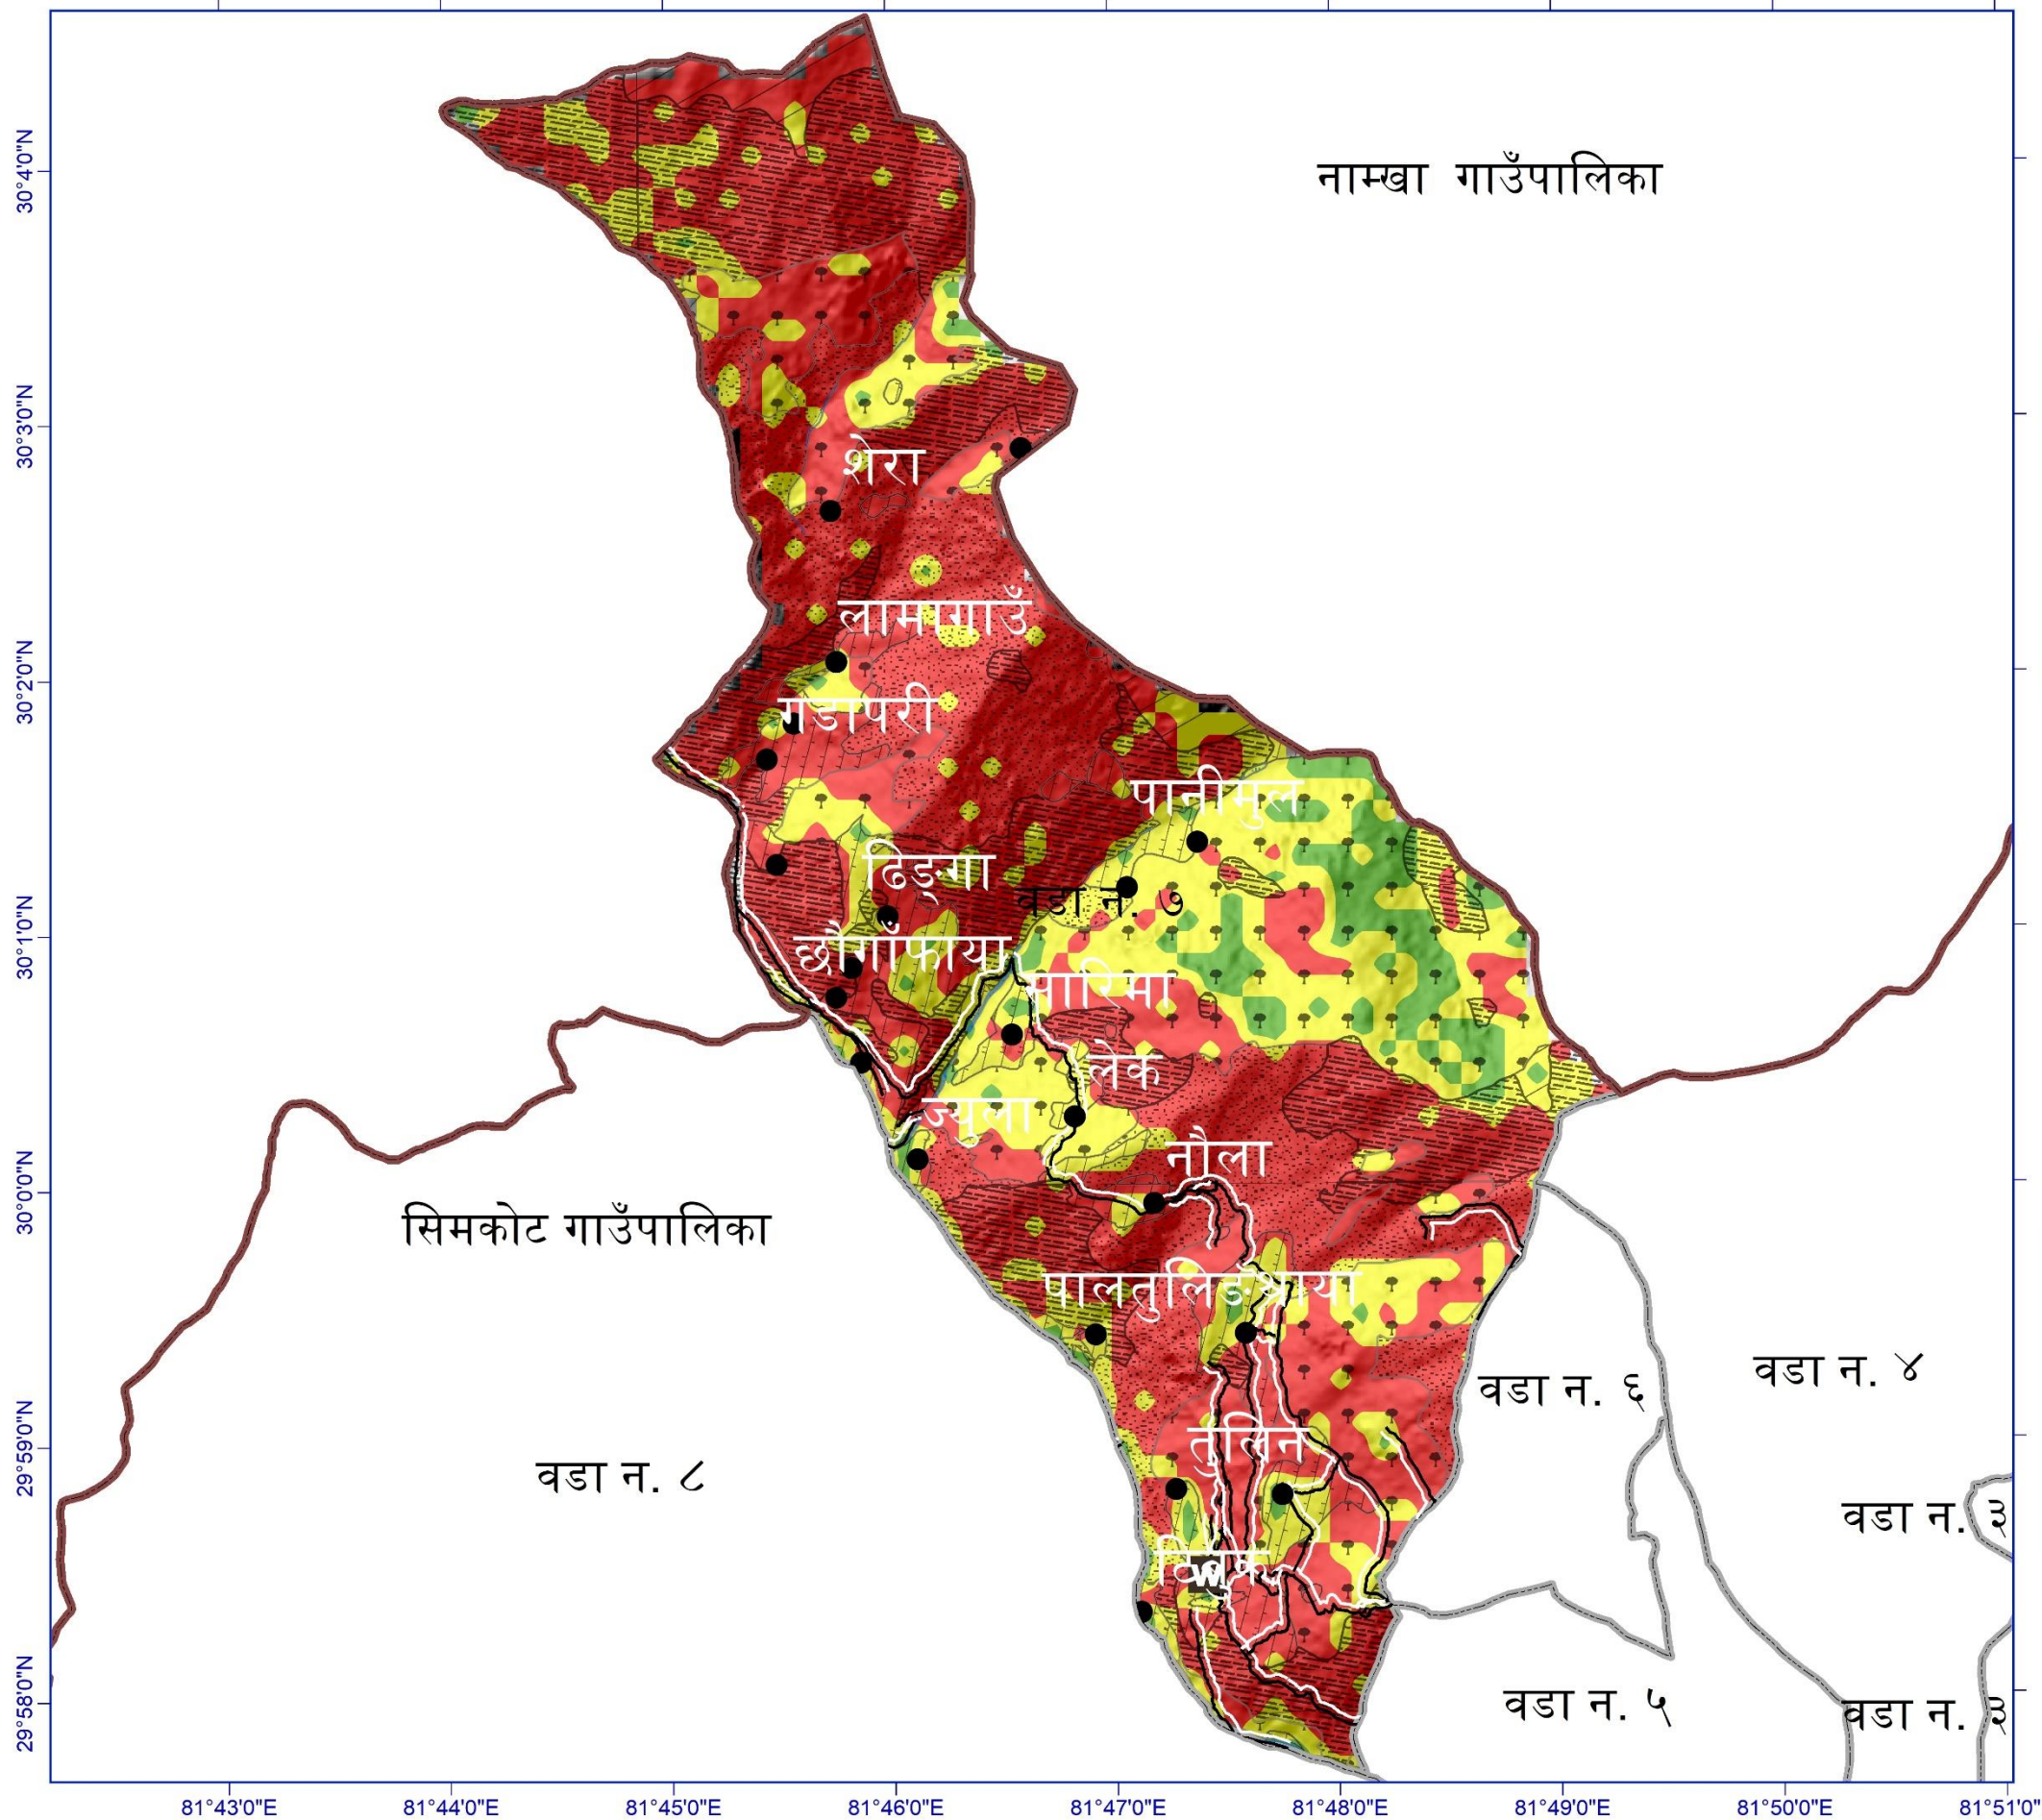 नाम्खा गाउँपालिका
30°4'0"N
30°3'0"N
शेरा
लामागाउँ
30°2'0"N
गडापरी
पानीमुल
ढिङ्गा
वडा न. ७
30°1'0"N
छौगाँफाया
सारिमा
लेक
ज्युला
नौला
30°0'0"N
सिमकोट गाउँपालिका
पालतुलिङ श्राया
वडा न. ६
वडा न. ४
29°59'0"N
तुलिन
वडा न. ८
वडा न. ३
W
वडा न. ५
वडा न. ३
29°58'0"N
81°43'0"E 81°44'0"E 81°45'0"E 81°46'0"E 81°47'0"E 81°48'0"E 81°49'0"E 81°50'0"E 81°51'0"E